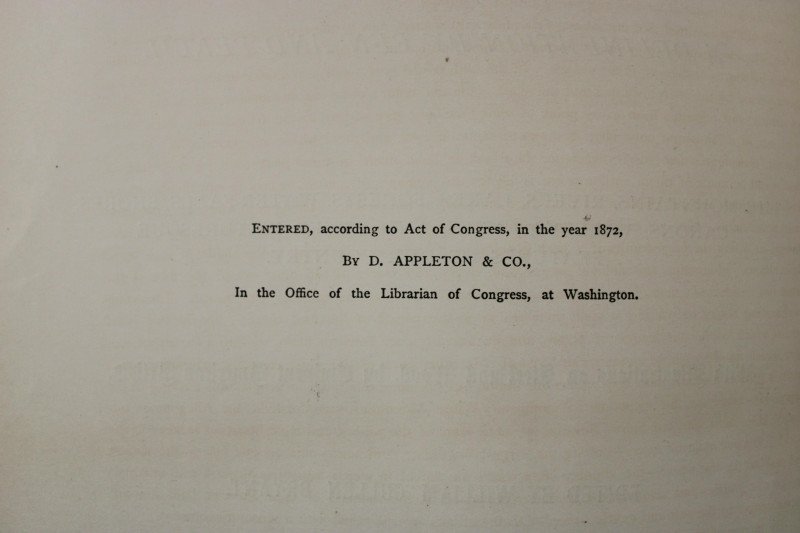 ENTERED, according to Act of Congress, in the year 1872,
BY D. APPLETON & CO.,
In the Office of the Librarian of Congress, at Washington.